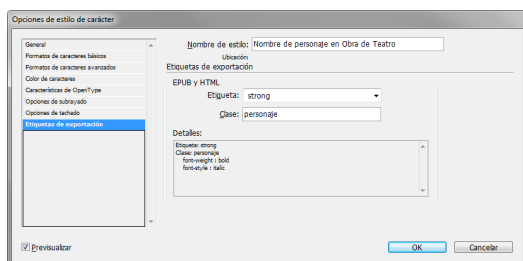 Opciones de estilo de carácter
General
Formatos de caracteres básicos
Formatos de caracteres avanzados
Color de caracteres
Características de OpenType
Opciones de subrayado
Opciones de tachado
Etiquetas de exportación
Nombre de estilo: Nombre de personaje en Obra de Teatro
Ubicación:
Etiquetas de exportación
EPUB y HTML
Etiqueta: strong
Clase: personaje
Detalles:
Etiqueta: strong
Clase: personaje
font-weight : bold
font-style : italic
Previsualizar
OK
Cancelar